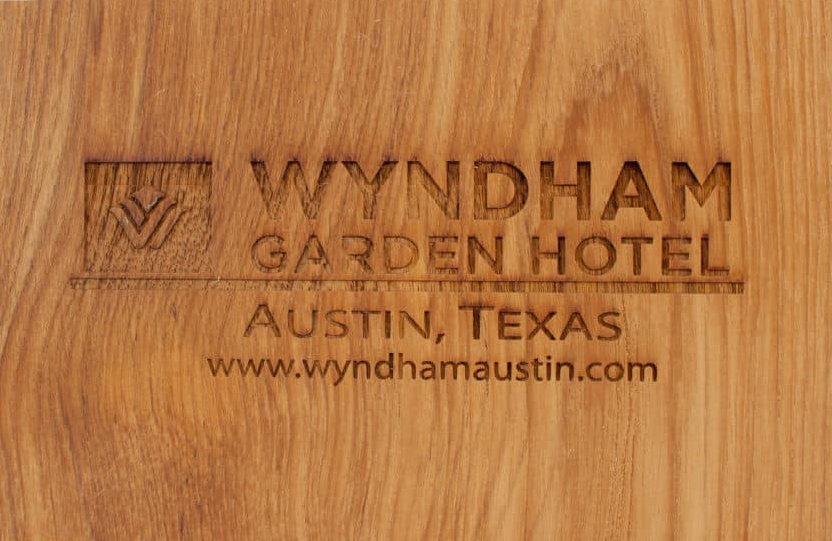 WYNDHAM
GARDEN HOTEL
AUSTIN, TEXAS
www.wyndhamaustin.com